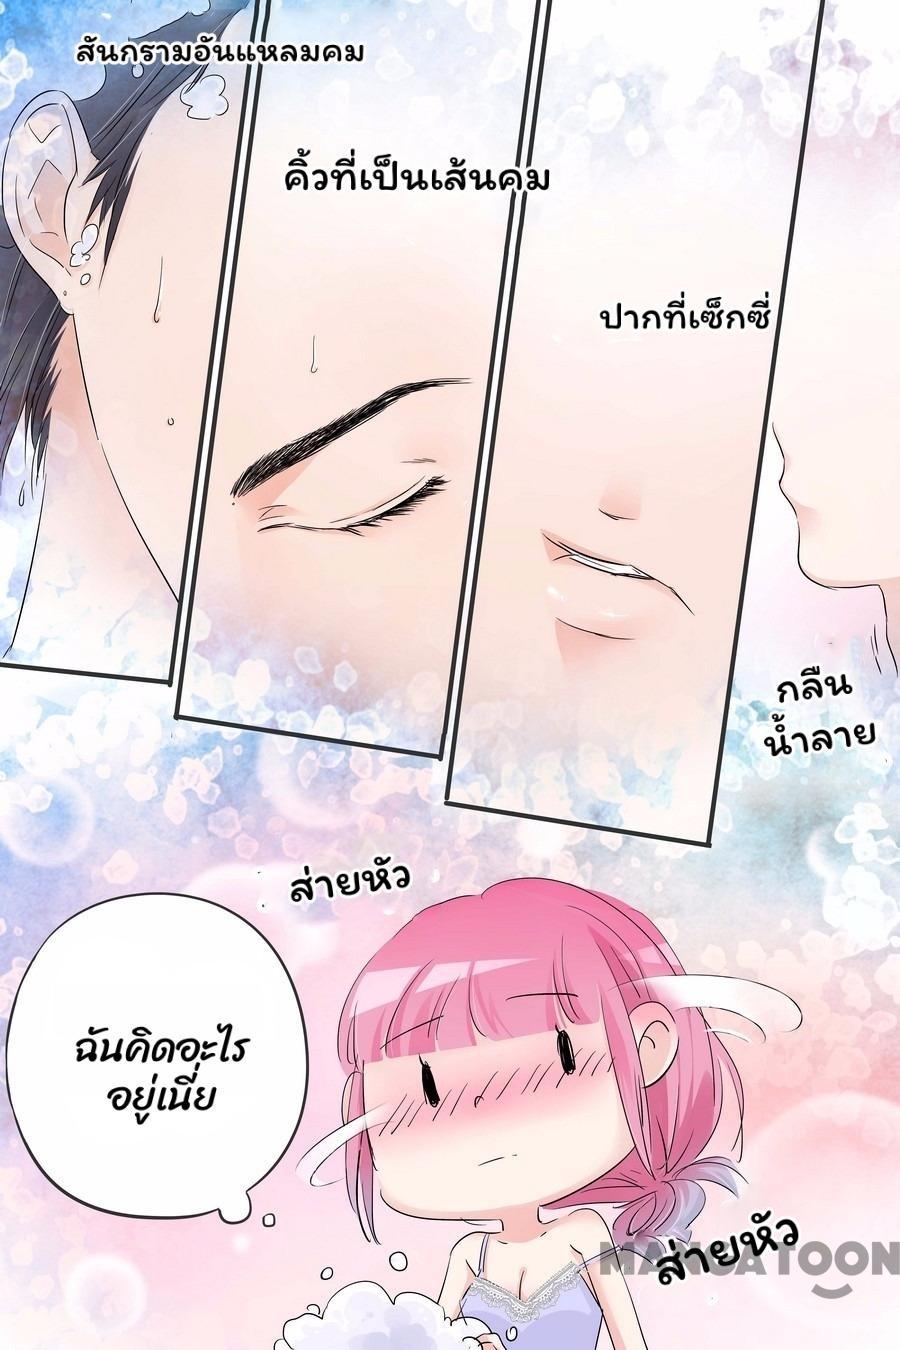 สันกรามอันแหลมคม
คิ้วที่เป็นเส้นคม
ปากที่เซ็กซี่
กลืน
น้ำลาย
ส่ายหัว
ฉันคิดอะไร
อยู่เนี่ย
ส่ายหัว
MANGATOON